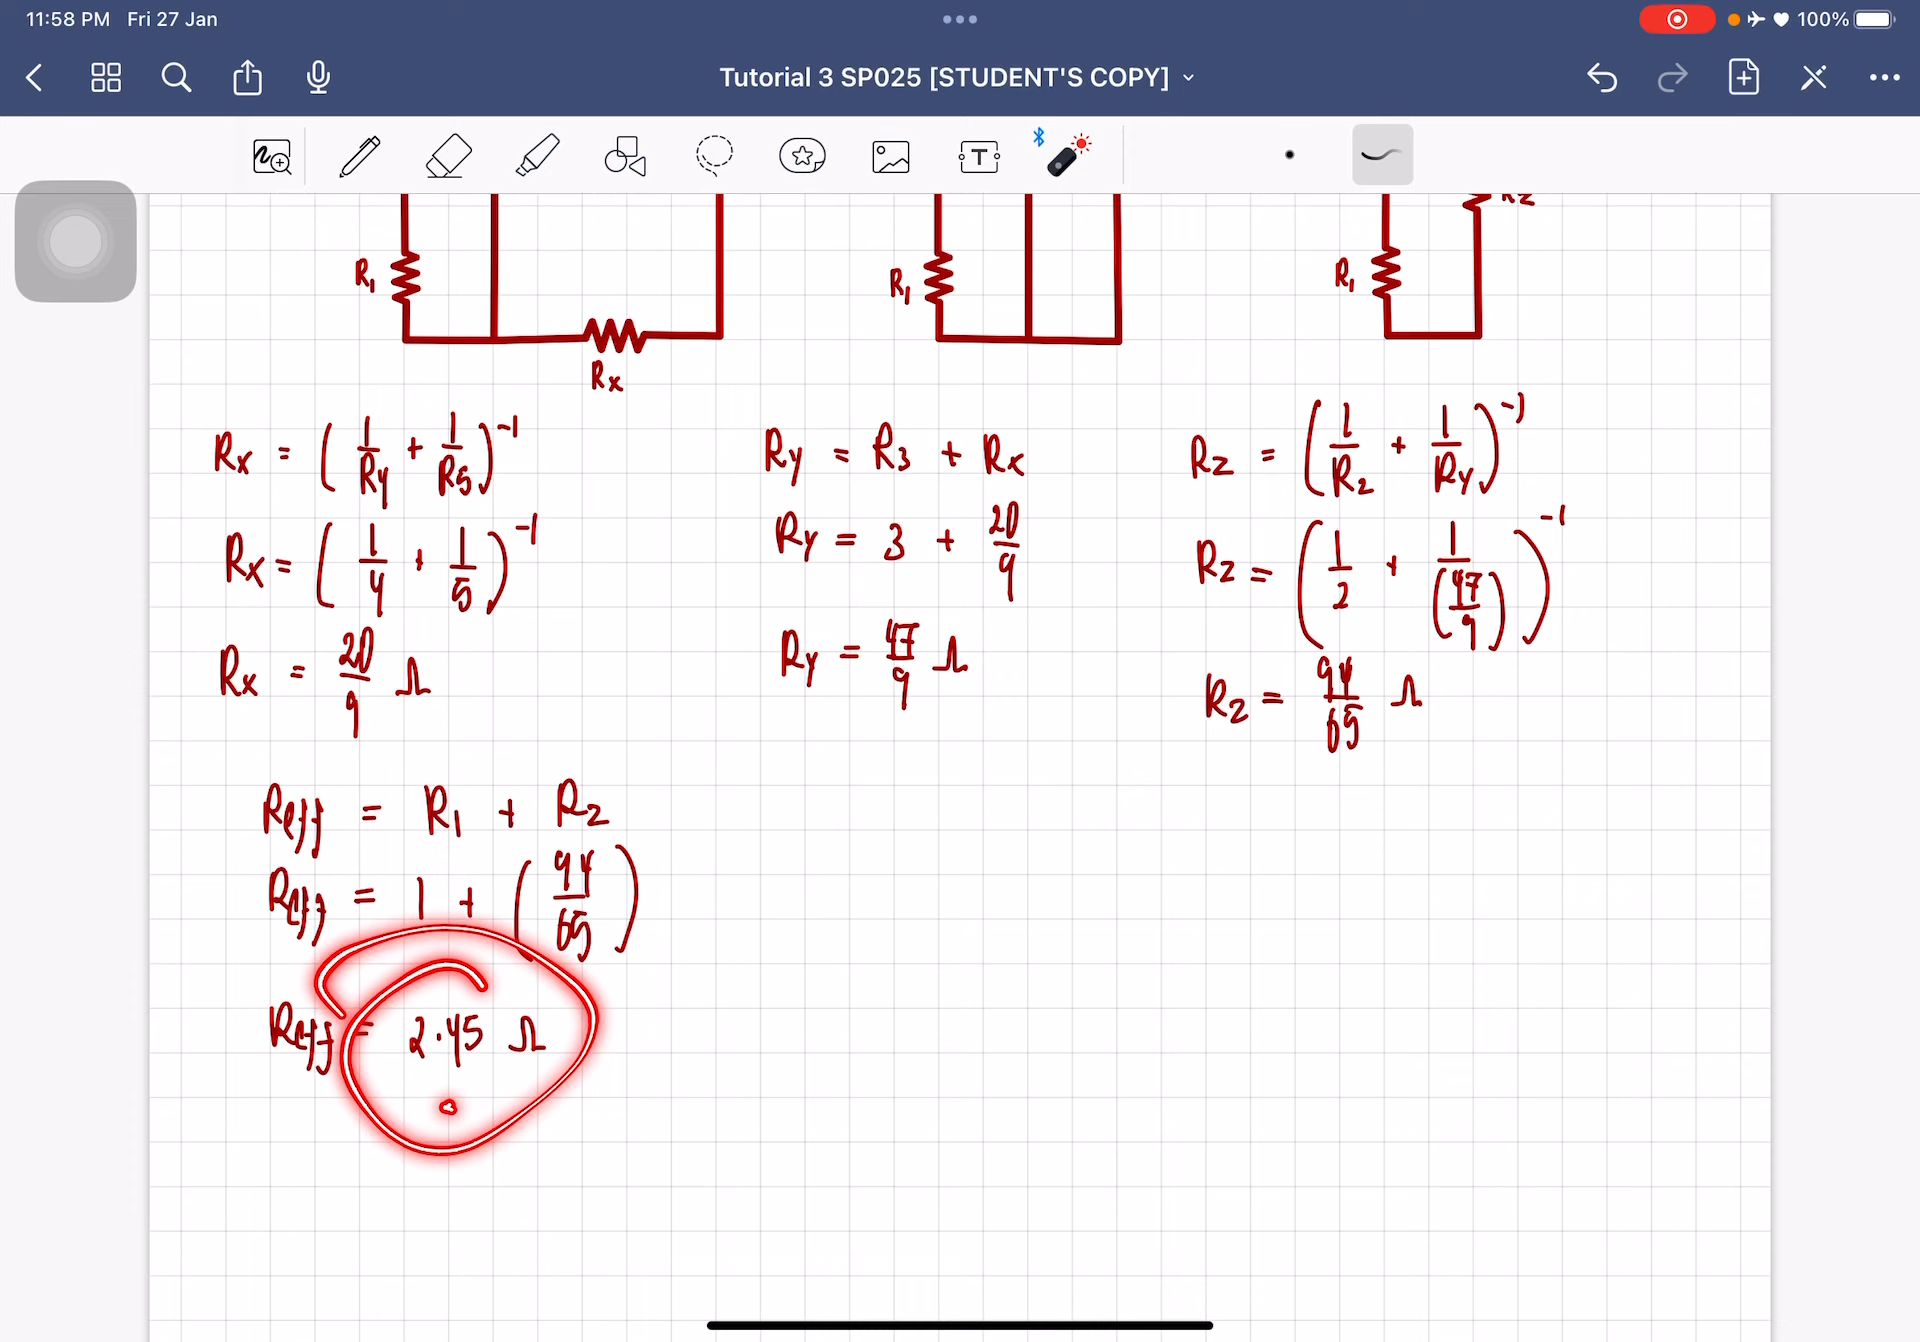 11:58 PM Fri 27 Jan
100%
Tutorial 3 SP025 [STUDENT'S COPY]
T
R1
Rx
R1
R1
Rz
Rx = (1/R4 + 1/R5)^-1
Rx = (1/4 + 1/5)^-1
Rx = 20/9 Ω
Ry = R3 + Rx
Ry = 3 + 20/9
Ry = 47/9 Ω
Rz = (1/R2 + 1/Ry)^-1
Rz = (1/2 + 1/(47/9))^-1
Rz = 94/65 Ω
Reff = R1 + Rz
Reff = 1 + (94/65)
Reff = 2.45 Ω